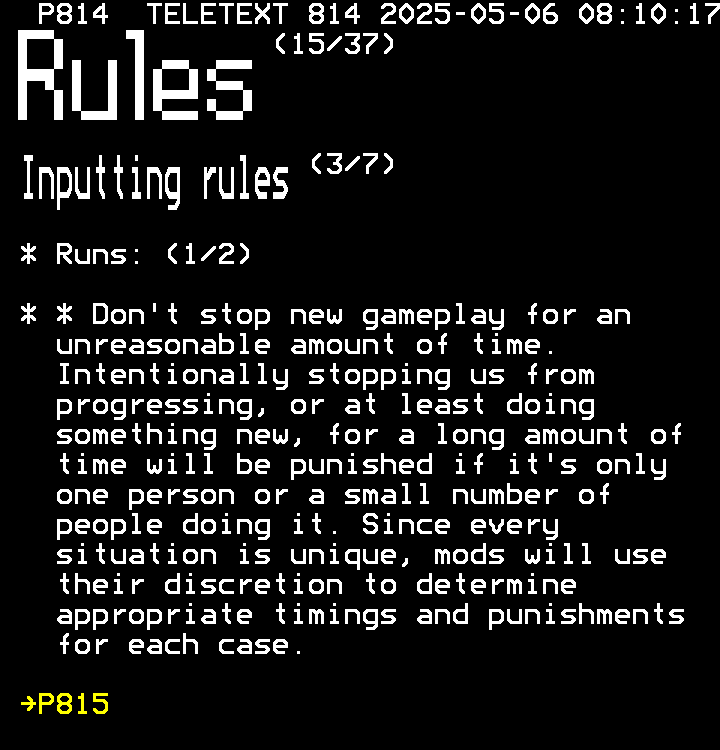 P814 TELETEXT 814 2025-05-06 08:10:17
Rules (15/37)
Inputting rules (3/7)
* Runs: (1/2)
* * Don't stop new gameplay for an
unreasonable amount of time.
Intentionally stopping us from
progressing, or at least doing
something new, for a long amount of
time will be punished if it's only
one person or a small number of
people doing it. Since every
situation is unique, mods will use
their discretion to determine
appropriate timings and punishments
for each case.
→P815